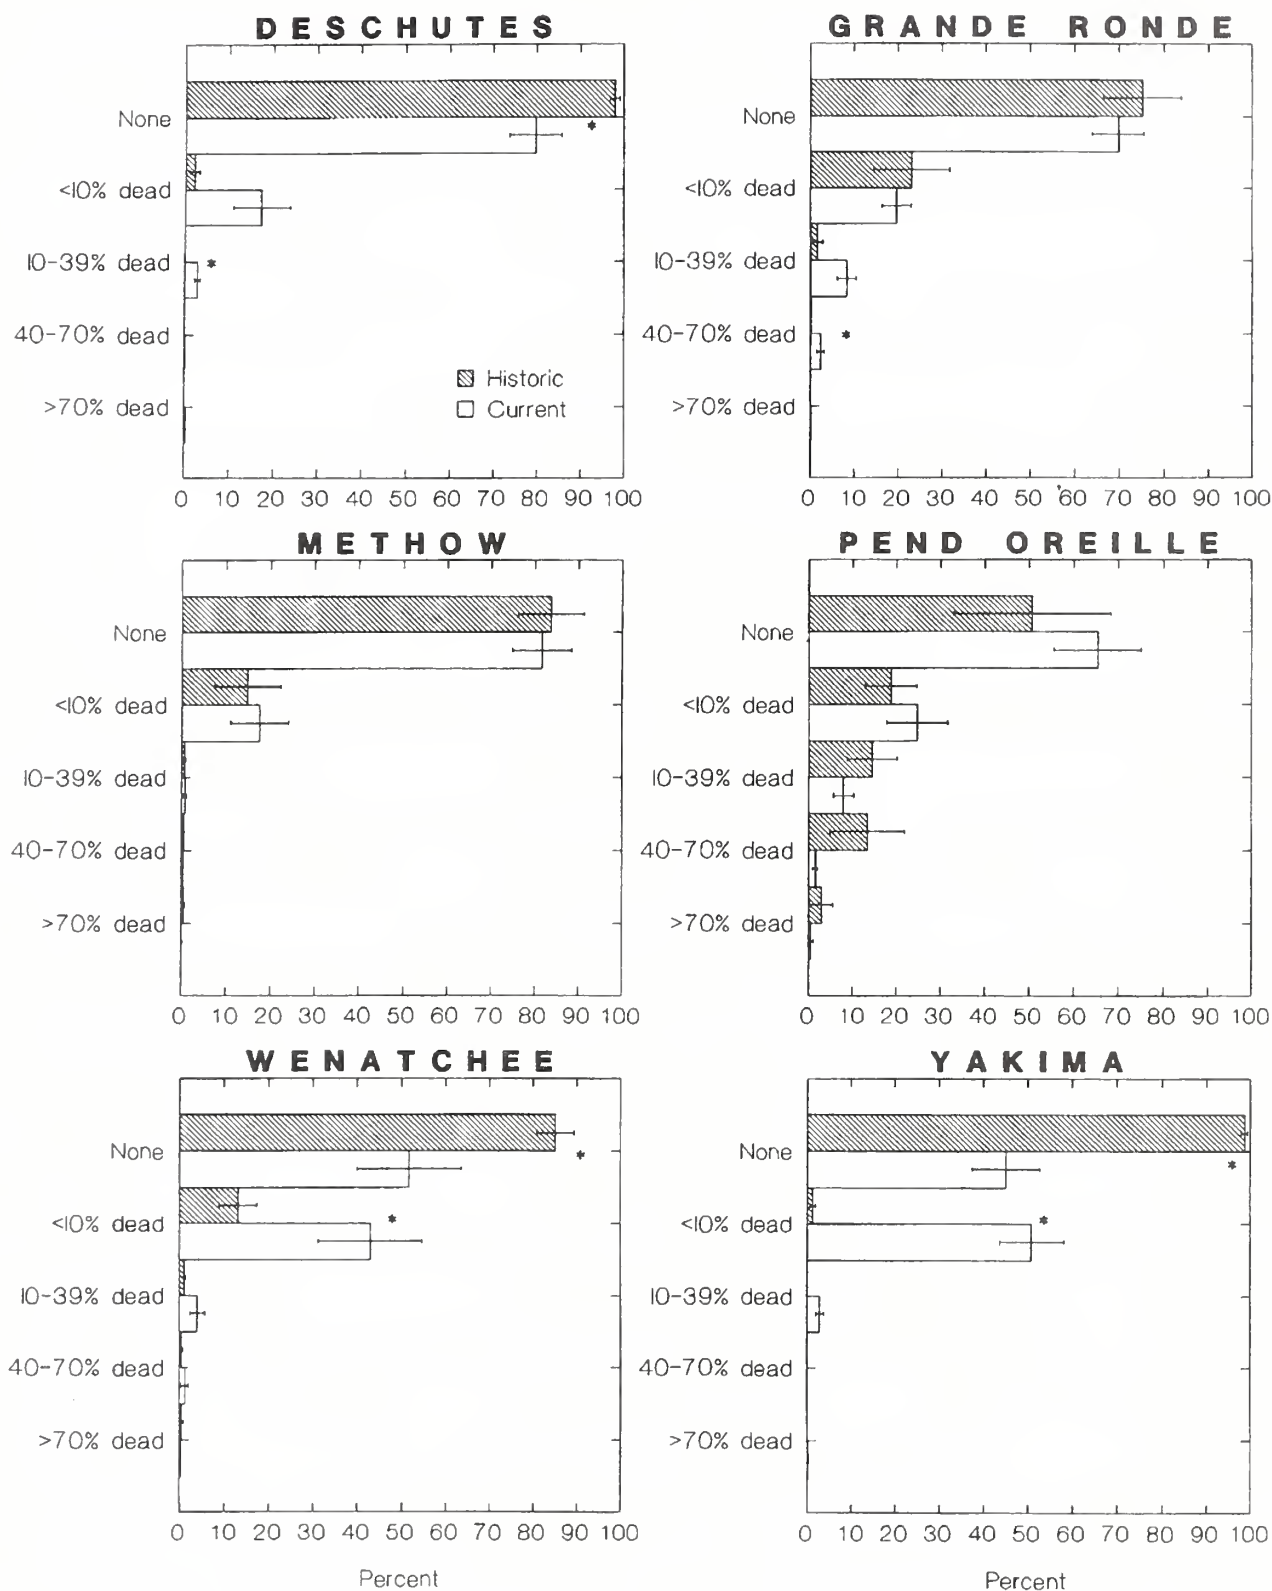 DESCHUTES
None
*
<10% dead
10-39% dead
*
40-70% dead
>70% dead
Historic
Current
0 10 20 30 40 50 60 70 80 90 100
GRANDE RONDE
None
<10% dead
10-39% dead
40-70% dead
*
>70% dead
0 10 20 30 40 50 60 70 80 90 100
METHOW
None
<10% dead
10-39% dead
40-70% dead
>70% dead
0 10 20 30 40 50 60 70 80 90 100
PEND OREILLE
None
<10% dead
10-39% dead
40-70% dead
>70% dead
0 10 20 30 40 50 60 70 80 90 100
WENATCHEE
None
*
<10% dead
*
10-39% dead
40-70% dead
>70% dead
0 10 20 30 40 50 60 70 80 90 100
Percent
YAKIMA
None
*
<10% dead
*
10-39% dead
40-70% dead
>70% dead
0 10 20 30 40 50 60 70 80 90 100
Percent